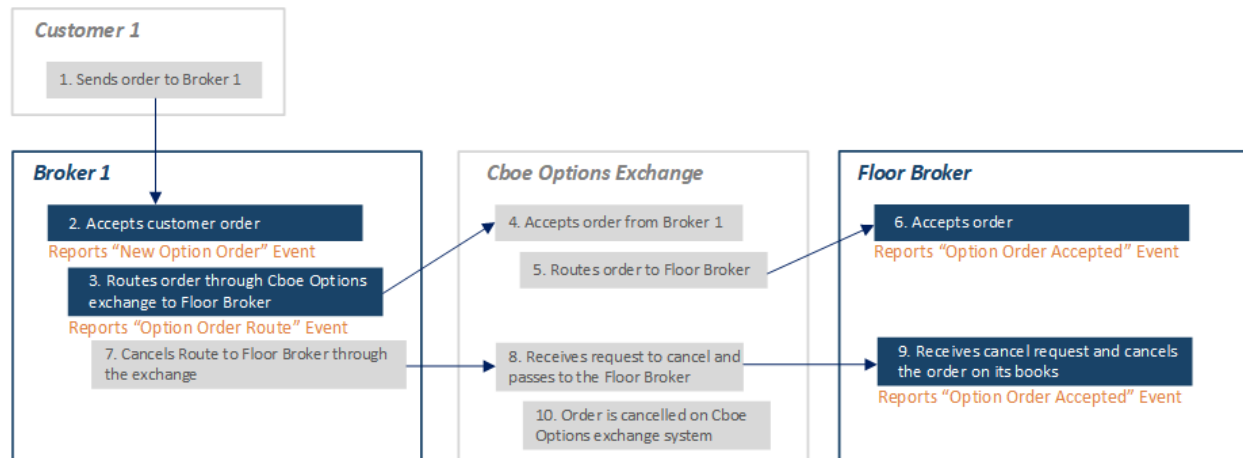 Customer 1
1. Sends order to Broker 1
Broker 1
2. Accepts customer order
Reports “New Option Order” Event
3. Routes order through Cboe Options
exchange to Floor Broker
Reports “Option Order Route” Event
7. Cancels Route to Floor Broker through
the exchange
Cboe Options Exchange
4. Accepts order from Broker 1
5. Routes order to Floor Broker
8. Receives request to cancel and
passes to the Floor Broker
10. Order is cancelled on Cboe
Options exchange system
Floor Broker
6. Accepts order
Reports “Option Order Accepted” Event
9. Receives cancel request and cancels
the order on its books
Reports “Option Order Accepted” Event